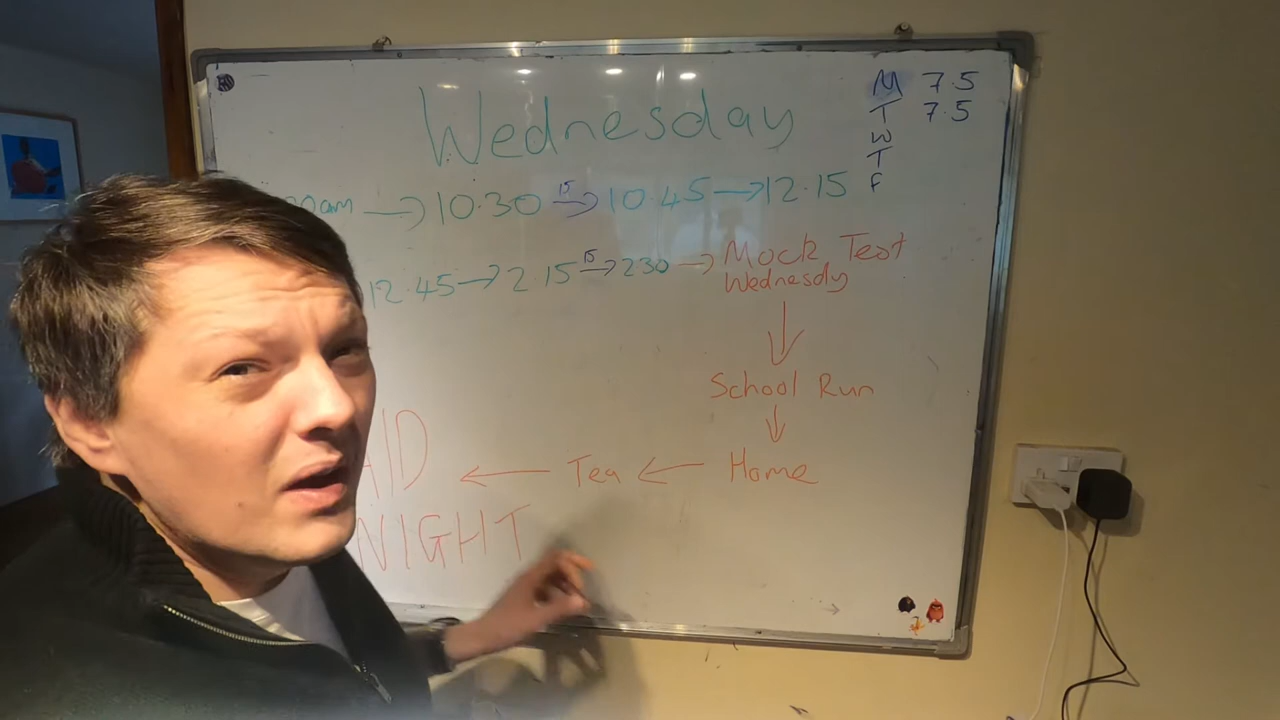 Wednesday
M 7.5
T 7.5
W
T
F
00am → 10.30 15→ 10.45 → 12.15
12.45 → 2.15 15→ 230 → Mock Test
Wednesdy
School Run
Home
Tea
NIGHT